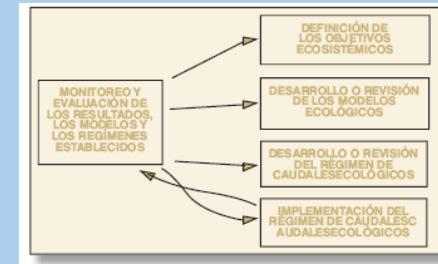 MONITOREO Y
EVALUACIÓN DE
LOS RESULTADOS,
LOS MODELOS Y
LOS REGÍMENES
ESTABLECIDOS
DEFINICIÓN DE
LOS OBJETIVOS
ECOSISTÉMICOS
DESARROLLO O REVISIÓN
DE LOS MODELOS
ECOLÓGICOS
DESARROLLO O REVISIÓN
DEL RÉGIMEN DE
CAUDALESECOLÓGICOS
IMPLEMENTACIÓN DEL
RÉGIMEN DE CAUDALESC
AUDALESECOLÓGICOS